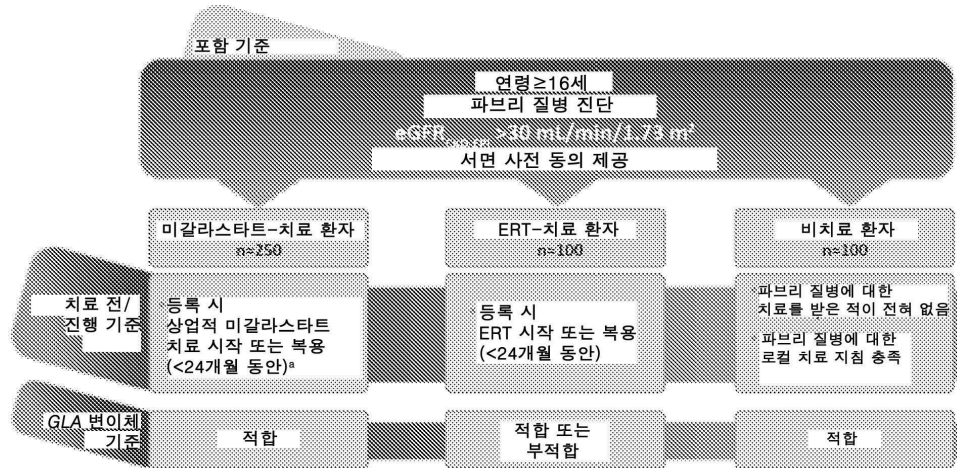 포함 기준
연령≥16세
파브리 질병 진단
eGFR_CKD-EPI >30 mL/min/1.73 m²
서면 사전 동의 제공
미갈라스타트-치료 환자
n≈250
ERT-치료 환자
n≈100
비치료 환자
n≈100
치료 전/
진행 기준
◦등록 시
상업적 미갈라스타트
치료 시작 또는 복용
(<24개월 동안)ᵃ
◦등록 시
ERT 시작 또는 복용
(<24개월 동안)
◦파브리 질병에 대한
치료를 받은 적이 전혀 없음
◦파브리 질병에 대한
로컬 치료 지침 충족
GLA 변이체
기준
적합
적합 또는
부적합
적합